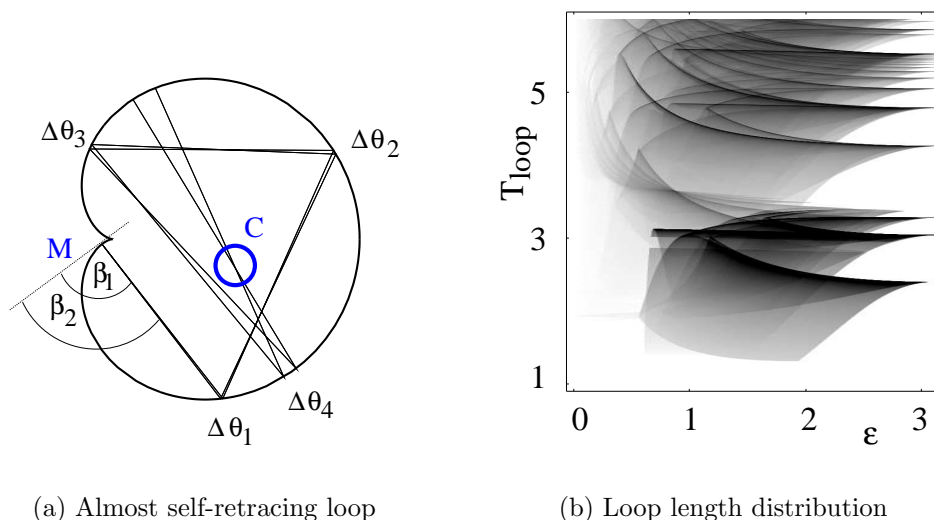 Δθ₃
Δθ₂
C
M
β₁
β₂
Δθ₄
Δθ₁
(a) Almost self-retracing loop
T_loop
5
3
1
0 1 2 3
ε
(b) Loop length distribution